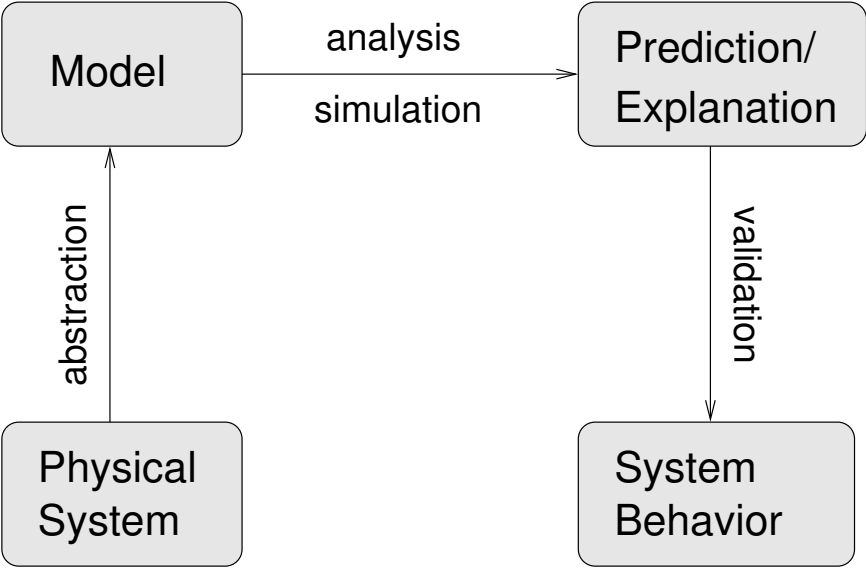 Model
analysis
simulation
Prediction/
Explanation
abstraction
validation
Physical
System
System
Behavior